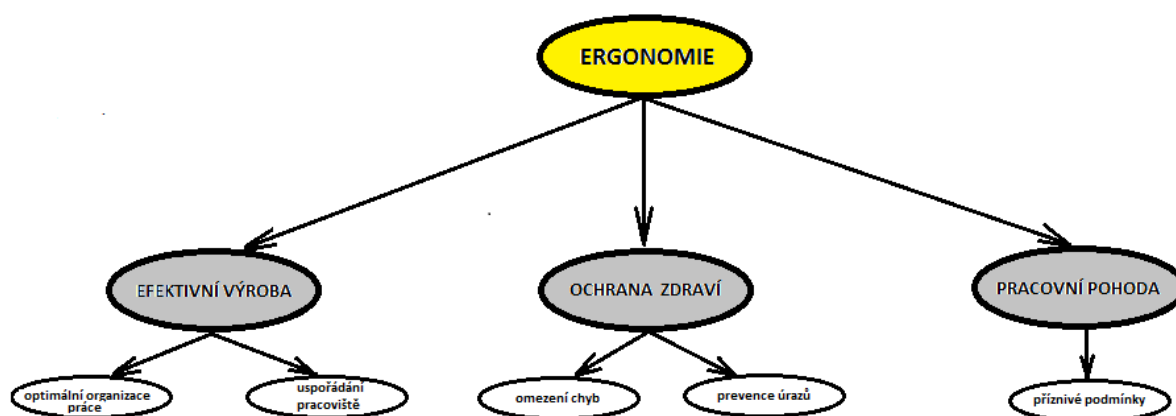 ERGONOMIE
EFEKTIVNÍ VÝROBA
OCHRANA ZDRAVÍ
PRACOVNÍ POHODA
optimální organizace
práce
uspořádání
pracoviště
omezení chyb
prevence úrazů
příznivé podmínky